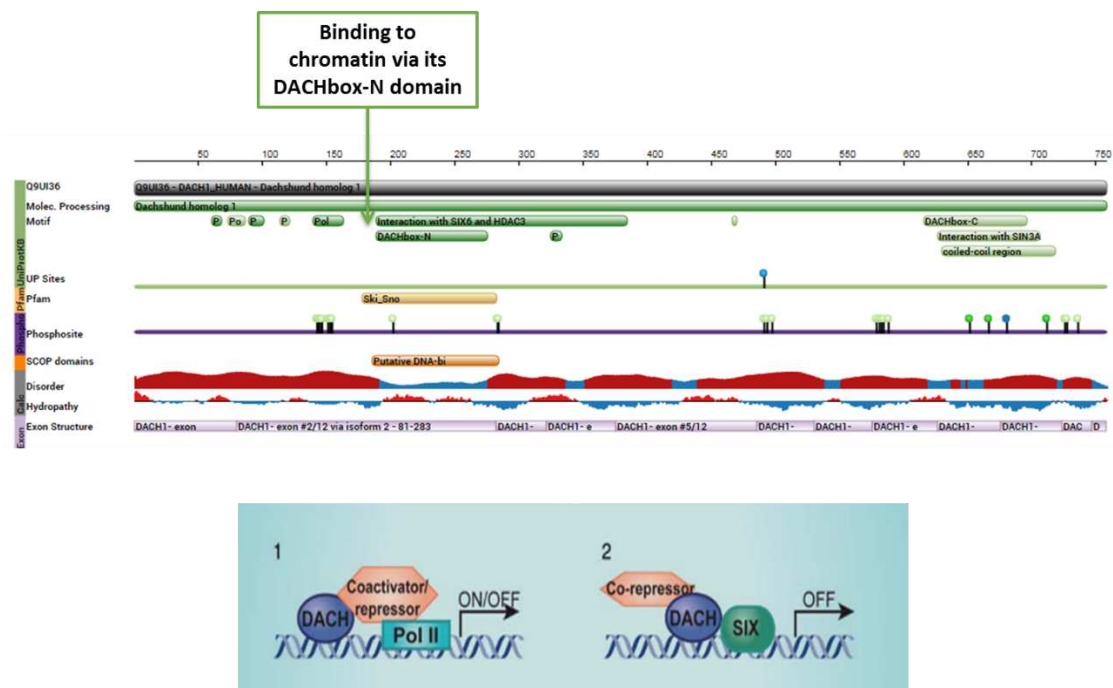 Binding to
chromatin via its
DACHbox-N domain
50 100 150 200 250 300 350 400 450 500 550 600 650 700 750
Q9UI36 Q9UI36 - DACH1_HUMAN - Dachshund homolog 1
Molec. Processing Dachshund homolog 1
Motif P Po P P Pol Interaction with SIX6 and HDAC3 DACHbox-C
DACHbox-N P Interaction with SIN3A
coiled-coil region
UniProtKB
UP Sites
Pfam
Pfam Ski_Sno
Phospho
Phosphosite
SCOP domains Putative DNA-bi
Disorder
Calc
Hydropathy
Exon
Exon Structure DACH1- exon DACH1- exon #2/12 via isoform 2 - 81-283 DACH1- DACH1- e DACH1- exon #5/12 DACH1- DACH1- DACH1- e DACH1- DACH1- DAC D
1
Coactivator/
repressor
DACH
Pol II
ON/OFF
2
Co-repressor
DACH
SIX
OFF